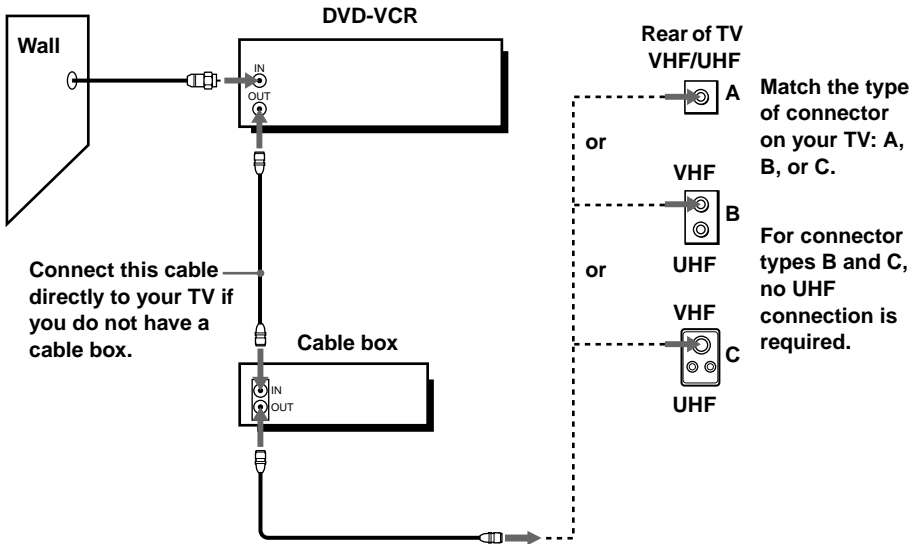 DVD-VCR
Wall
IN
OUT
Rear of TV
VHF/UHF
A
Match the type
of connector
on your TV: A,
B, or C.
or
VHF
B
UHF
For connector
types B and C,
no UHF
connection is
required.
or
VHF
C
UHF
Connect this cable
directly to your TV if
you do not have a
cable box.
Cable box
IN
OUT